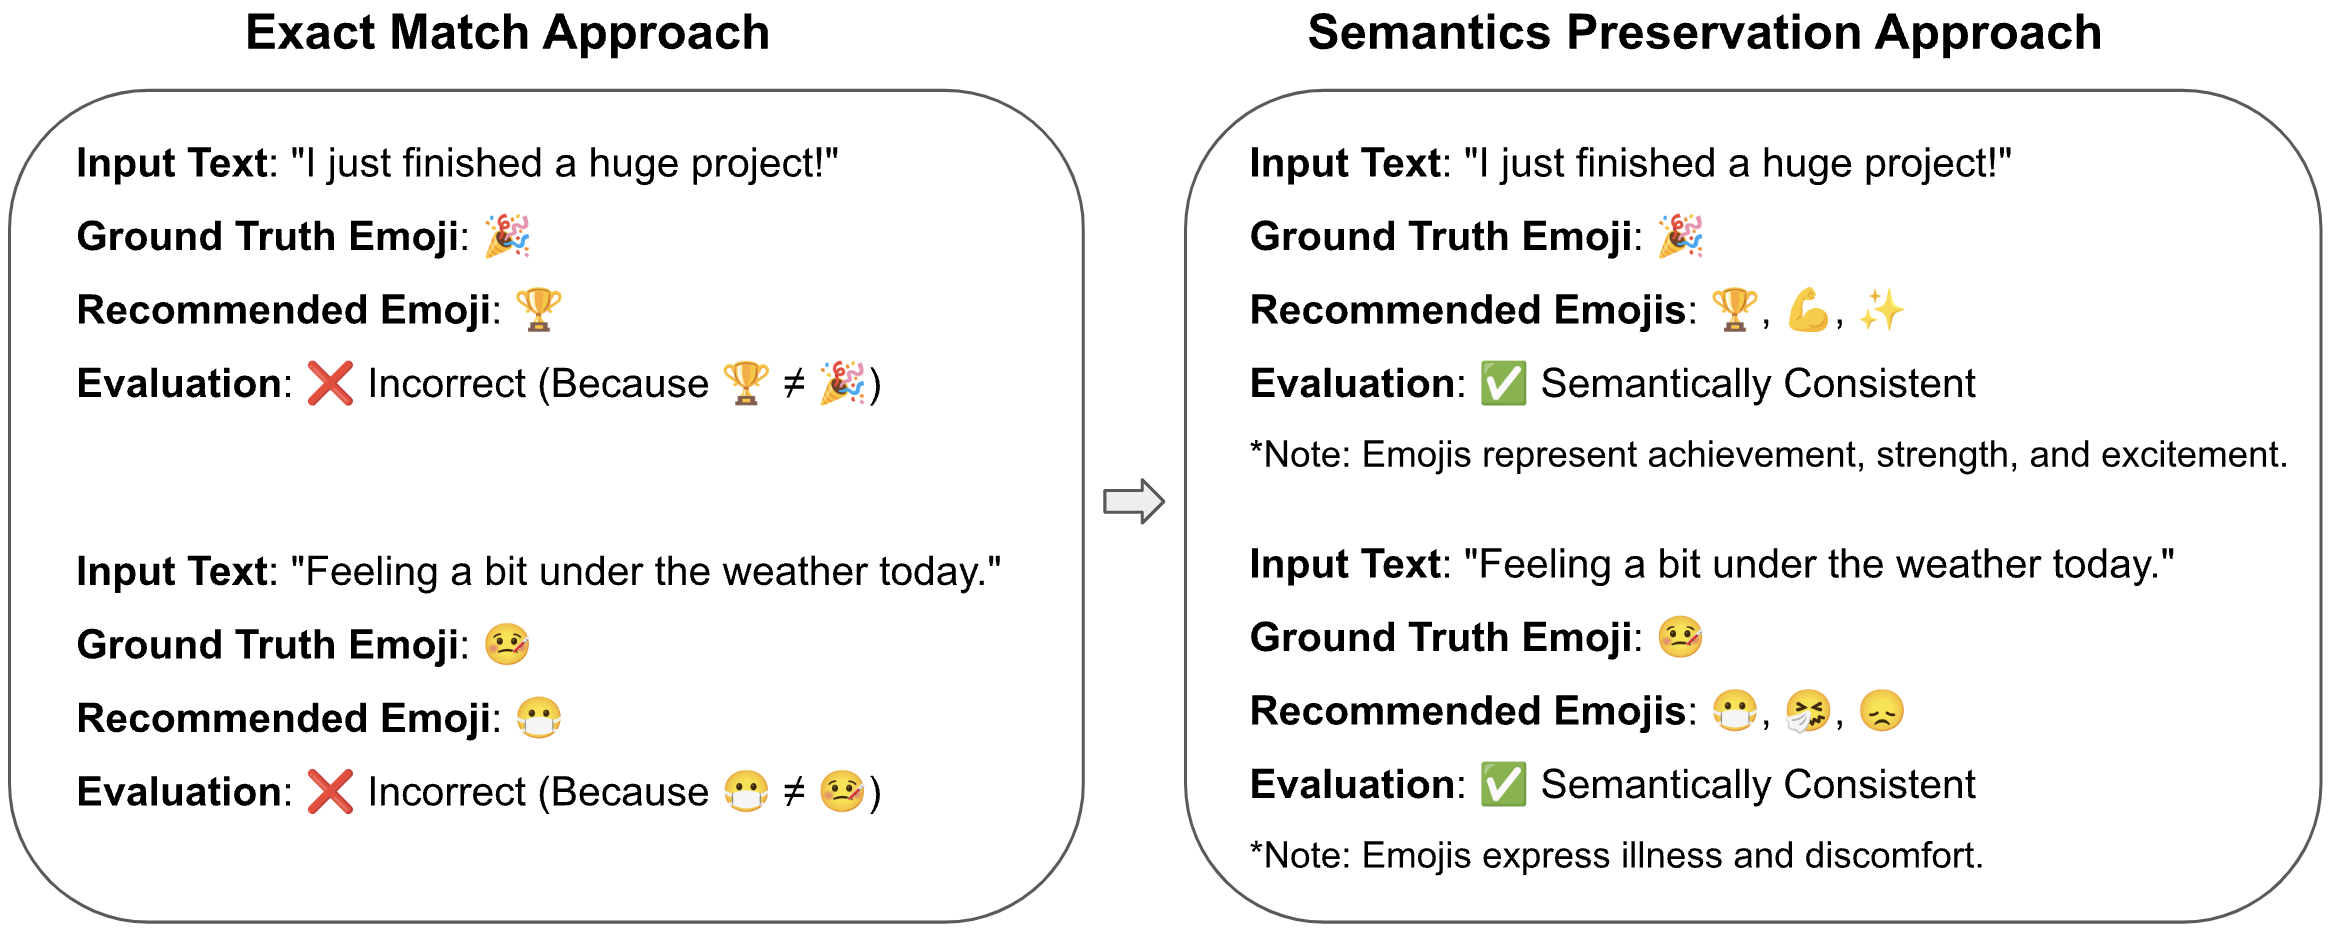 Exact Match Approach
Input Text: "I just finished a huge project!"
Ground Truth Emoji: 🎉
Recommended Emoji: 🏆
Evaluation: ❌ Incorrect (Because 🏆 ≠ 🎉)
Input Text: "Feeling a bit under the weather today."
Ground Truth Emoji: 🤒
Recommended Emoji: 😷
Evaluation: ❌ Incorrect (Because 😷 ≠ 🤒)
Semantics Preservation Approach
Input Text: "I just finished a huge project!"
Ground Truth Emoji: 🎉
Recommended Emojis: 🏆, 💪, ✨
Evaluation: ✅ Semantically Consistent
*Note: Emojis represent achievement, strength, and excitement.
Input Text: "Feeling a bit under the weather today."
Ground Truth Emoji: 🤒
Recommended Emojis: 😷, 🤧, 😞
Evaluation: ✅ Semantically Consistent
*Note: Emojis express illness and discomfort.